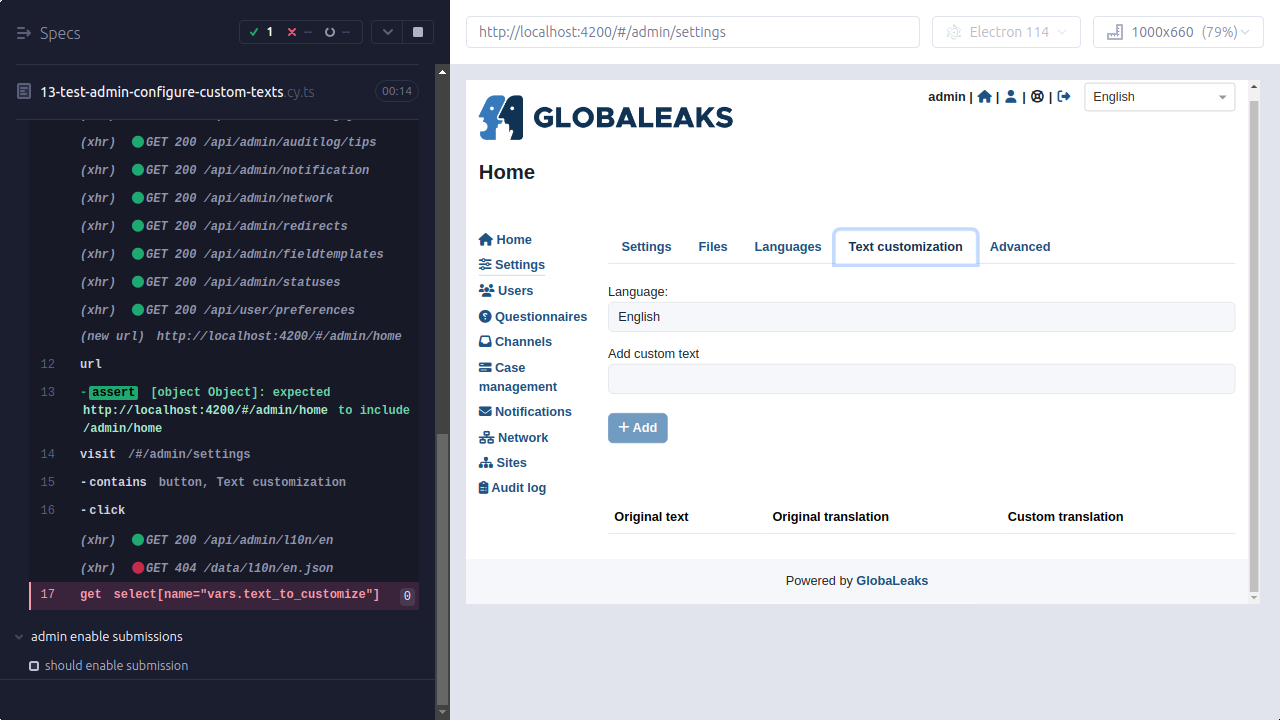 Specs
1
--
--
13-test-admin-configure-custom-texts.cy.ts
00:14
(xhr) GET 200 /api/admin/auditlog/tips
(xhr) GET 200 /api/admin/notification
(xhr) GET 200 /api/admin/network
(xhr) GET 200 /api/admin/redirects
(xhr) GET 200 /api/admin/fieldtemplates
(xhr) GET 200 /api/admin/statuses
(xhr) GET 200 /api/user/preferences
(new url) http://localhost:4200/#/admin/home
12 url
13 -assert [object Object]: expected
http://localhost:4200/#/admin/home to include
/admin/home
14 visit /#/admin/settings
15 -contains button, Text customization
16 -click
(xhr) GET 200 /api/admin/l10n/en
(xhr) GET 404 /data/l10n/en.json
17 get select[name="vars.text_to_customize"] 0
admin enable submissions
should enable submission
http://localhost:4200/#/admin/settings
Electron 114
1000x660 (79%)
GLOBALEAKS
admin | | | |
English
Home
Home
Settings
Users
Questionnaires
Channels
Case
management
Notifications
Network
Sites
Audit log
Settings Files Languages Text customization Advanced
Language:
English
Add custom text
Add
Original text Original translation Custom translation
Powered by GlobaLeaks